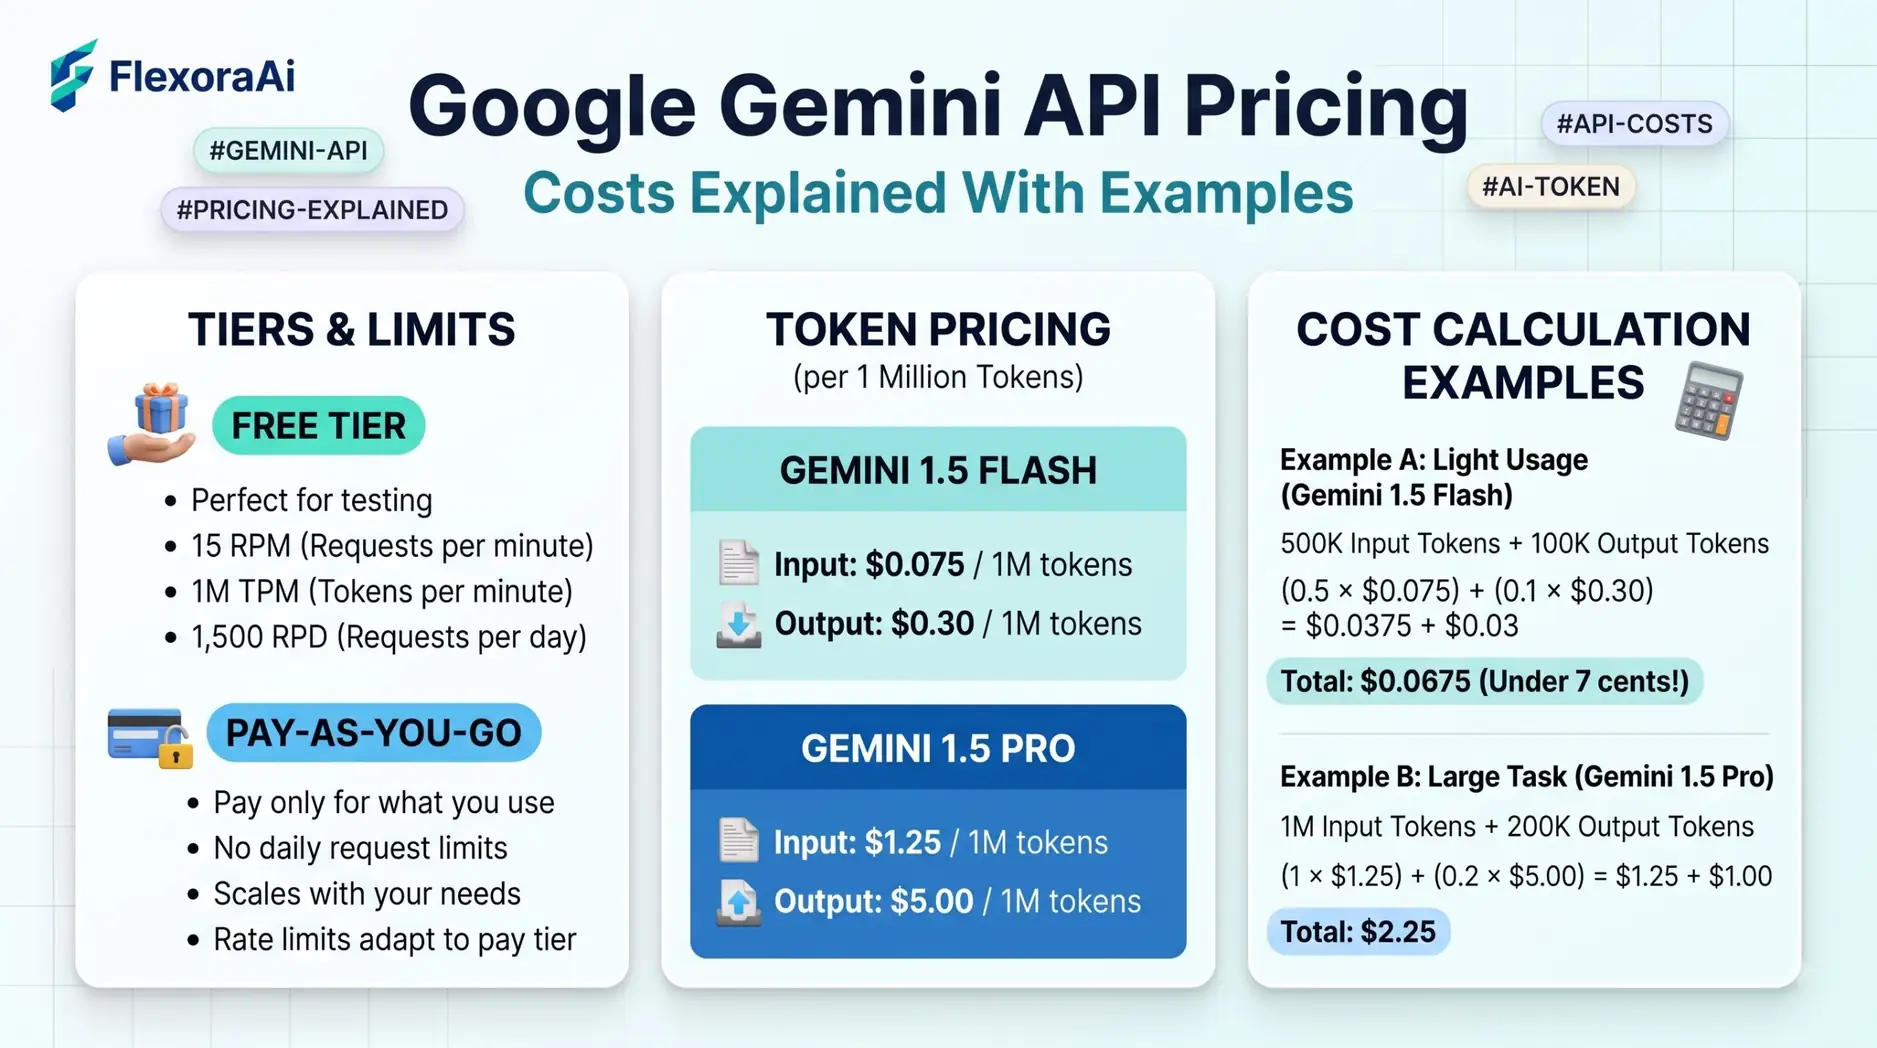 FlexoraAi
#GEMINI-API
#PRICING-EXPLAINED
Google Gemini API Pricing
Costs Explained With Examples
#API-COSTS
#AI-TOKEN
TIERS & LIMITS
FREE TIER
• Perfect for testing
• 15 RPM (Requests per minute)
• 1M TPM (Tokens per minute)
• 1,500 RPD (Requests per day)
PAY-AS-YOU-GO
• Pay only for what you use
• No daily request limits
• Scales with your needs
• Rate limits adapt to pay tier
TOKEN PRICING
(per 1 Million Tokens)
GEMINI 1.5 FLASH
Input: $0.075 / 1M tokens
Output: $0.30 / 1M tokens
GEMINI 1.5 PRO
Input: $1.25 / 1M tokens
Output: $5.00 / 1M tokens
COST CALCULATION
EXAMPLES
Example A: Light Usage
(Gemini 1.5 Flash)
500K Input Tokens + 100K Output Tokens
(0.5 × $0.075) + (0.1 × $0.30)
= $0.0375 + $0.03
Total: $0.0675 (Under 7 cents!)
Example B: Large Task (Gemini 1.5 Pro)
1M Input Tokens + 200K Output Tokens
(1 × $1.25) + (0.2 × $5.00) = $1.25 + $1.00
Total: $2.25